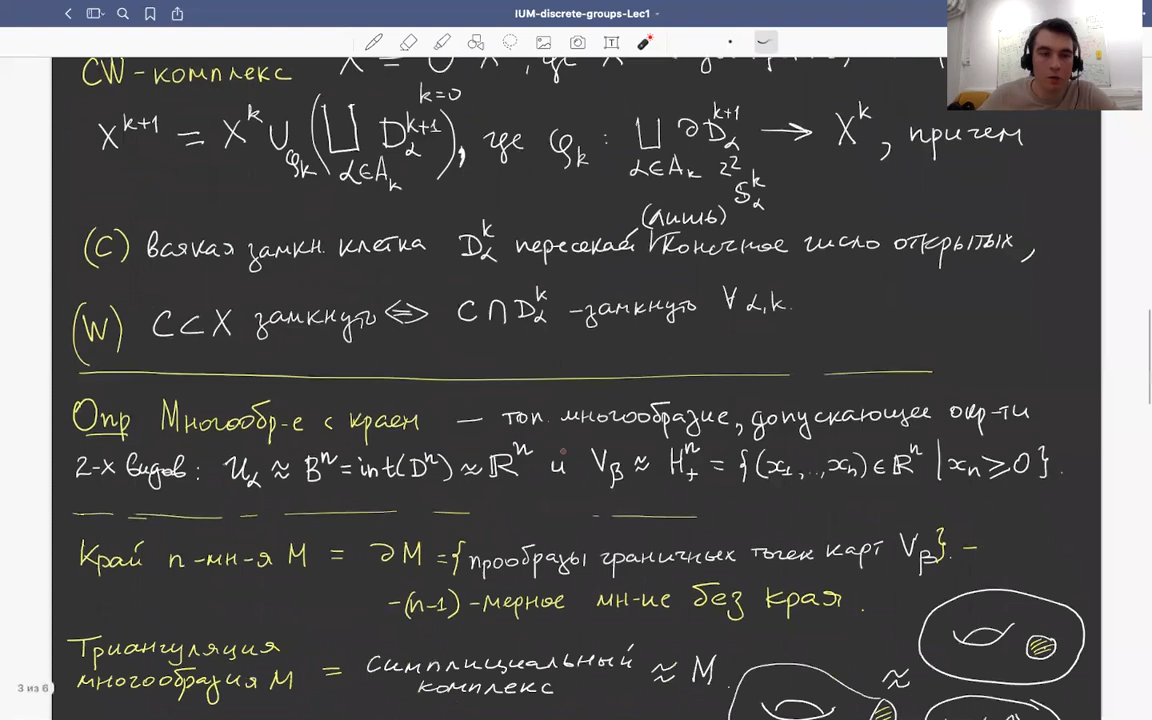 IUM-discrete-groups-Lec1
CW-комплекс
k=0
X^{k+1} = X^k ∪_{φ_k} (⨆_{α∈A_k} D_α^{k+1}), где φ_k : ⨆_{α∈A_k} ∂D_α^{k+1} → X^k, причем
≀≀
S_α^k
(лишь)
(C) всякая замкн. клетка D_α^k пересекает конечное число открытых,
(W) C⊂X замкнуто ⟺ C∩D_α^k - замкнуто ∀ α,k.
Опр Многообр-е с краем — топ. многообразие, допускающее окр-ти
2-х видов: U_α ≈ B^n = int(D^n) ≈ ℝ^n и V_β ≈ H_+^n = {(x_1,..,x_n) ∈ ℝ^n | x_n ≥ 0}.
Край n-мн-я M = ∂M = {прообразы граничных точек карт V_β} -
-(n-1)-мерное мн-ие без края.
Триангуляция
многообразия M = симплициальный комплекс ≈ M.
≈
3 из 6